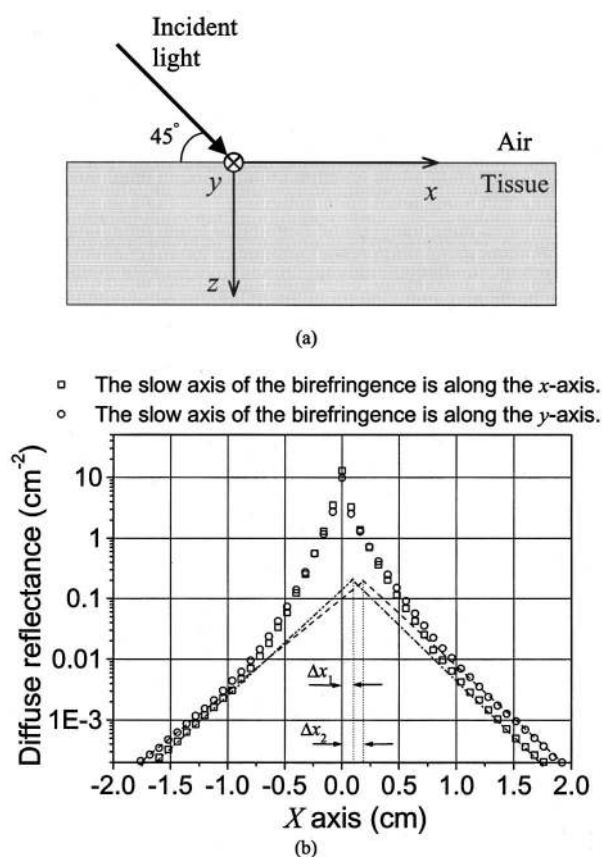 Incident
light
45°
Air
y
x
Tissue
z
(a)
□ The slow axis of the birefringence is along the x-axis.
○ The slow axis of the birefringence is along the y-axis.
Diffuse reflectance (cm⁻²)
10
1
0.1
0.01
1E-3
Δx₁
Δx₂
-2.0 -1.5 -1.0 -0.5 0.0 0.5 1.0 1.5 2.0
X axis (cm)
(b)